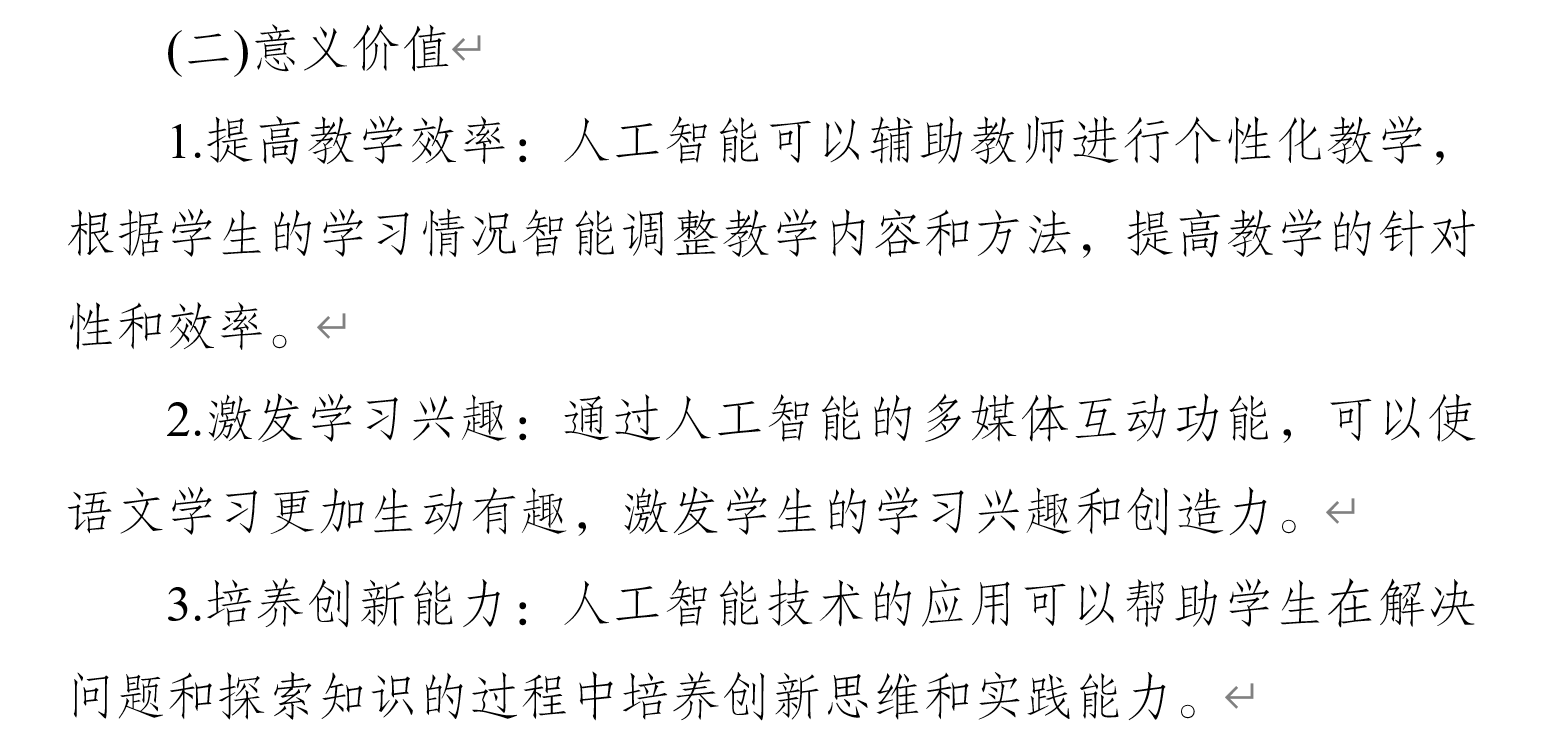 (二)意义价值
1.提高教学效率：人工智能可以辅助教师进行个性化教学，
根据学生的学习情况智能调整教学内容和方法，提高教学的针对
性和效率。
2.激发学习兴趣：通过人工智能的多媒体互动功能，可以使
语文学习更加生动有趣，激发学生的学习兴趣和创造力。
3.培养创新能力：人工智能技术的应用可以帮助学生在解决
问题和探索知识的过程中培养创新思维和实践能力。